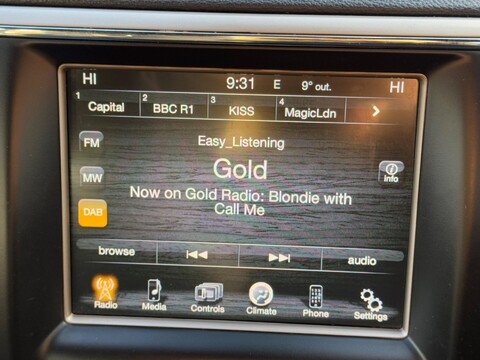 HI 9:31 E 9° out. HI
1 Capital 2 BBC R1 3 KISS 4 MagicLdn >
Easy_Listening
FM
Gold
Info
MW
Now on Gold Radio: Blondie with
Call Me
DAB
browse audio
Radio Media Controls Climate Phone Settings